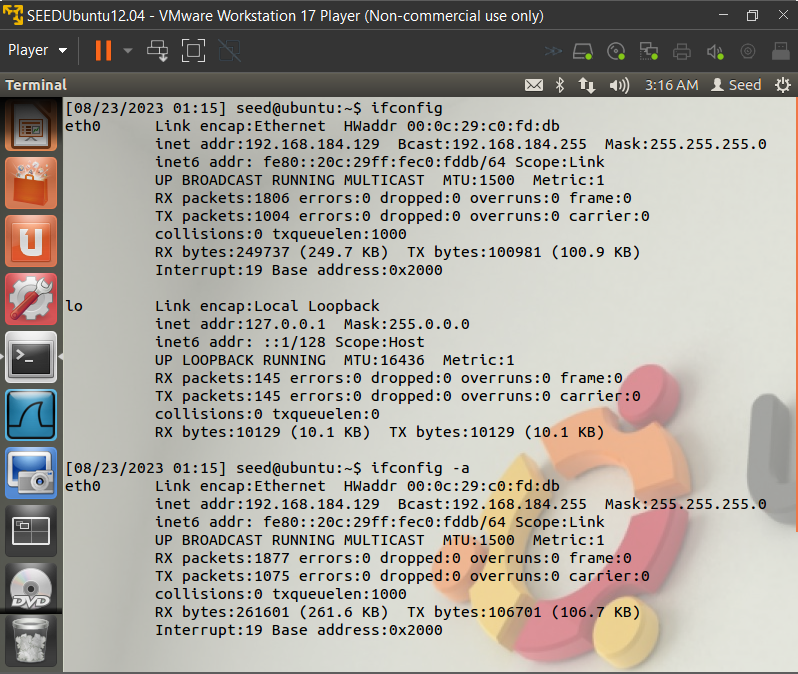 SEEDUbuntu12.04 - VMware Workstation 17 Player (Non-commercial use only)
Player
Terminal 3:16 AM Seed
[08/23/2023 01:15] seed@ubuntu:~$ ifconfig
eth0      Link encap:Ethernet  HWaddr 00:0c:29:c0:fd:db
          inet addr:192.168.184.129  Bcast:192.168.184.255  Mask:255.255.255.0
          inet6 addr: fe80::20c:29ff:fec0:fddb/64 Scope:Link
          UP BROADCAST RUNNING MULTICAST  MTU:1500  Metric:1
          RX packets:1806 errors:0 dropped:0 overruns:0 frame:0
          TX packets:1004 errors:0 dropped:0 overruns:0 carrier:0
          collisions:0 txqueuelen:1000
          RX bytes:249737 (249.7 KB)  TX bytes:100981 (100.9 KB)
          Interrupt:19 Base address:0x2000
lo        Link encap:Local Loopback
          inet addr:127.0.0.1  Mask:255.0.0.0
          inet6 addr: ::1/128 Scope:Host
          UP LOOPBACK RUNNING  MTU:16436  Metric:1
          RX packets:145 errors:0 dropped:0 overruns:0 frame:0
          TX packets:145 errors:0 dropped:0 overruns:0 carrier:0
          collisions:0 txqueuelen:0
          RX bytes:10129 (10.1 KB)  TX bytes:10129 (10.1 KB)
[08/23/2023 01:15] seed@ubuntu:~$ ifconfig -a
eth0      Link encap:Ethernet  HWaddr 00:0c:29:c0:fd:db
          inet addr:192.168.184.129  Bcast:192.168.184.255  Mask:255.255.255.0
          inet6 addr: fe80::20c:29ff:fec0:fddb/64 Scope:Link
          UP BROADCAST RUNNING MULTICAST  MTU:1500  Metric:1
          RX packets:1877 errors:0 dropped:0 overruns:0 frame:0
          TX packets:1075 errors:0 dropped:0 overruns:0 carrier:0
          collisions:0 txqueuelen:1000
          RX bytes:261601 (261.6 KB)  TX bytes:106701 (106.7 KB)
          Interrupt:19 Base address:0x2000
DVD